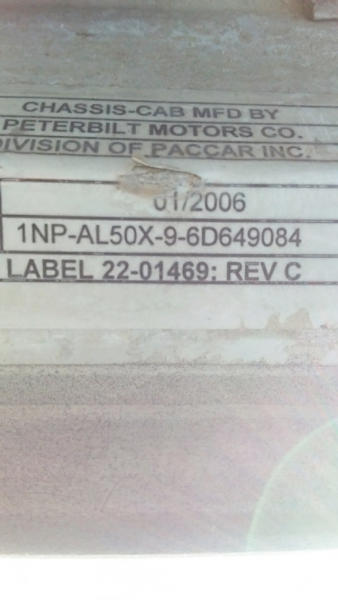 CHASSIS-CAB MFD BY
PETERBILT MOTORS CO.
DIVISION OF PACCAR INC.
01/2006
1NP-AL50X-9-6D649084
LABEL 22-01469: REV C